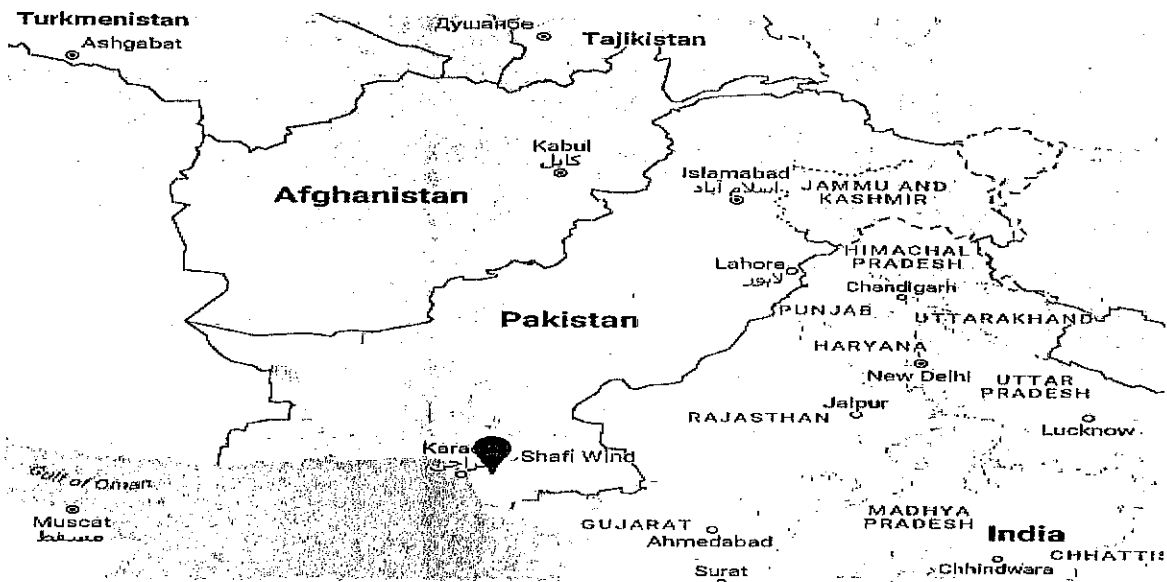 Turkmenistan
Ashgabat
Душанбе
Tajikistan
Kabul
کابل
Afghanistan
Islamabad
اسلام آباد
JAMMU AND
KASHMIR
HIMACHAL
PRADESH
Lahore
لاہور
Chandigarh
Pakistan
PUNJAB
UTTARAKHAND
HARYANA
New Delhi
UTTAR
PRADESH
RAJASTHAN
Jaipur
Lucknow
Shafi Wind
Gulf of Oman
Muscat
مسقط
GUJARAT
Ahmedabad
MADHYA
PRADESH
India
CHHATTIS
Chhindwara
Surat